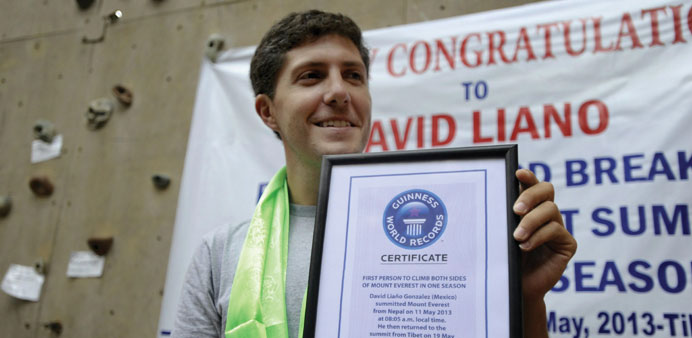 CONGRATULATIO
TO
AVID LIANO
D BREAK
T SUM
SEASON
May, 2013-Ti
GUINNESS
WORLD RECORDS
CERTIFICATE
FIRST PERSON TO CLIMB BOTH SIDES
OF MOUNT EVEREST IN ONE SEASON
David Liaño Gonzalez (Mexico)
summitted Mount Everest
from Nepal on 11 May 2013
at 08:05 a.m. local time.
He then returned to the
summit from Tibet on 19 May